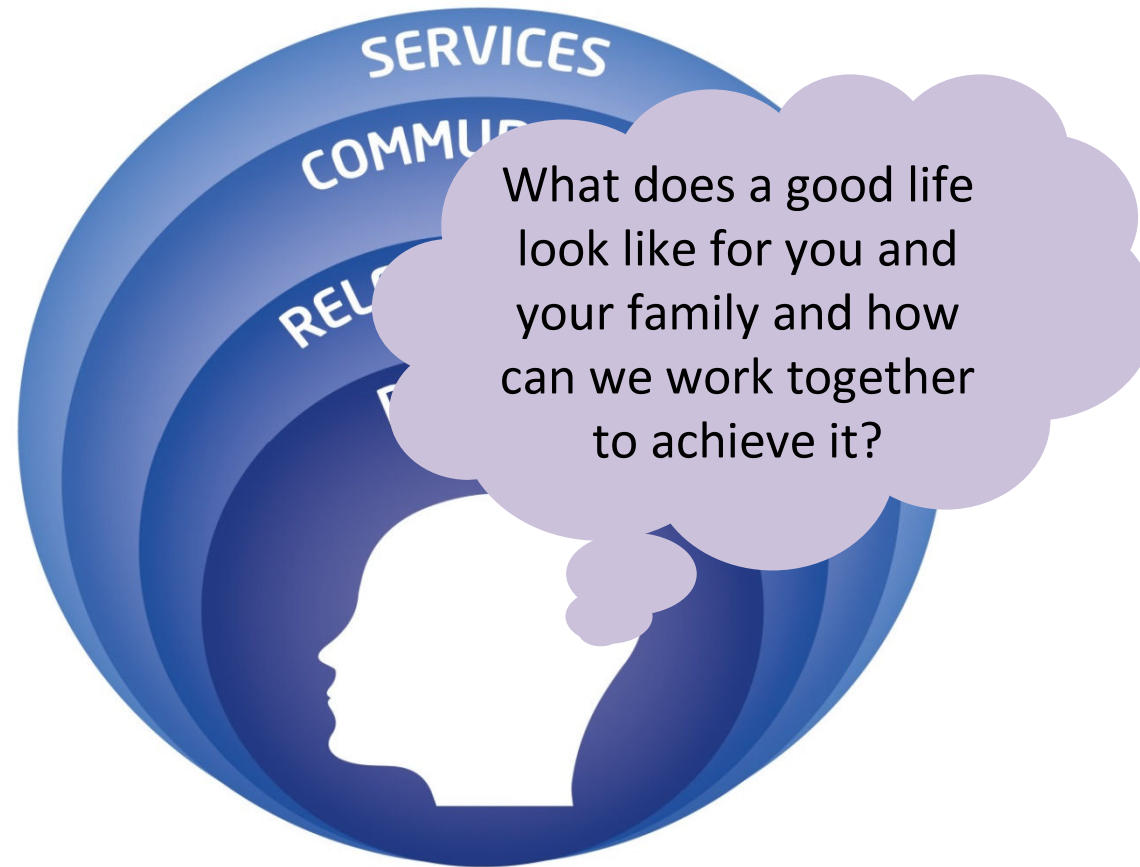 SERVICES
What does a good life
look like for you and
your family and how
can we work together
to achieve it?